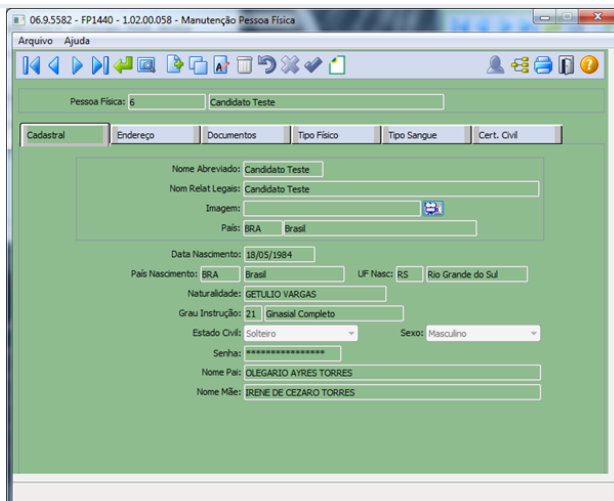 06.9.5582 - FP1440 - 1.02.00.058 - Manutenção Pessoa Física
Arquivo Ajuda
Pessoa Física: 6 Candidato Teste
Cadastral Endereço Documentos Tipo Físico Tipo Sangue Cert. Civil
Nome Abreviado: Candidato Teste
Nom Relat Legais: Candidato Teste
Imagem:
País: BRA Brasil
Data Nascimento: 18/05/1984
País Nascimento: BRA Brasil UF Nasc: RS Rio Grande do Sul
Naturalidade: GETULIO VARGAS
Grau Instrução: 21 Ginasial Completo
Estado Civil: Solteiro Sexo: Masculino
Senha: ****************
Nome Pai: OLEGARIO AYRES TORRES
Nome Mãe: IRENE DE CEZARO TORRES